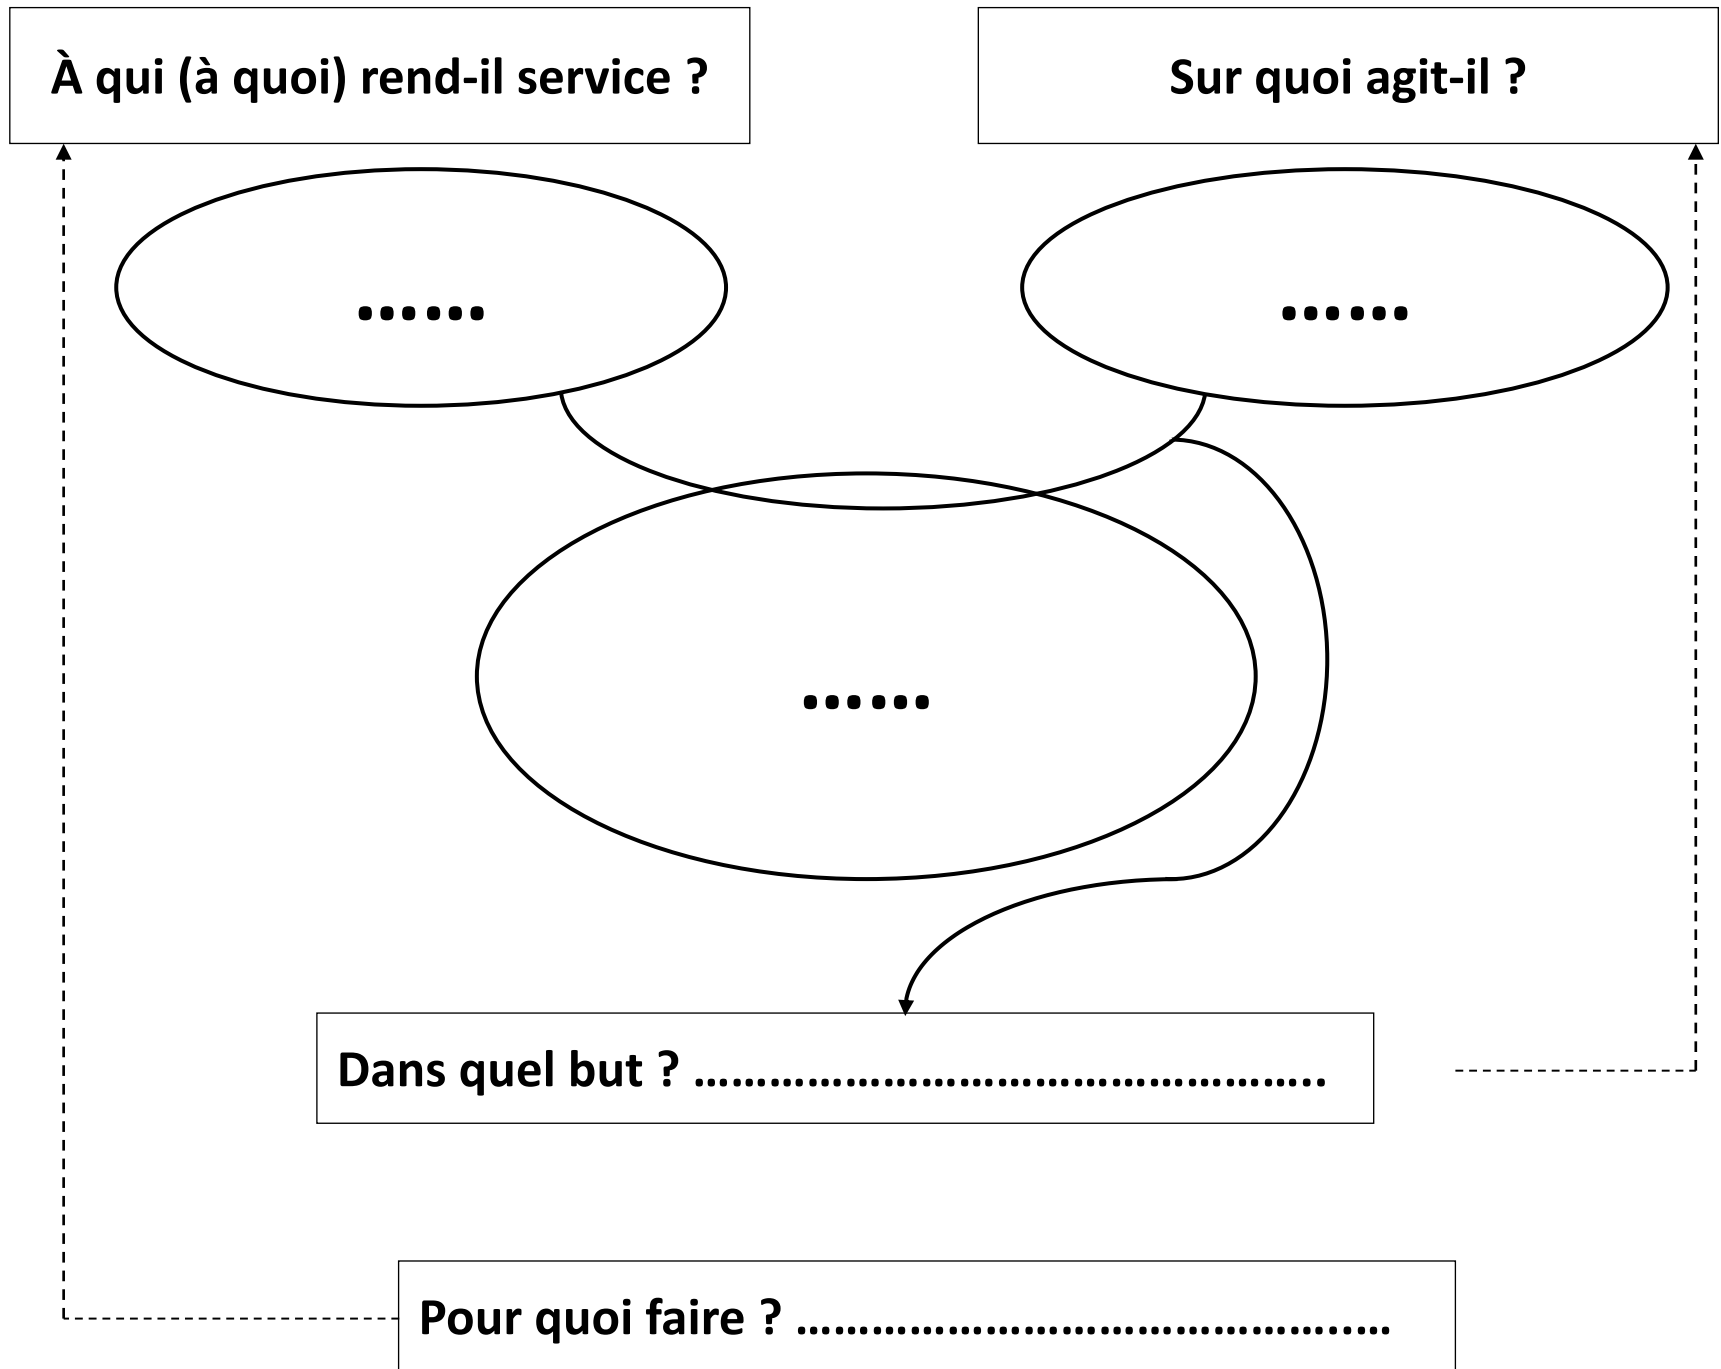 À qui (à quoi) rend-il service ?
Sur quoi agit-il ?
......
......
......
Dans quel but ? ......................................................
Pour quoi faire ? ..................................................